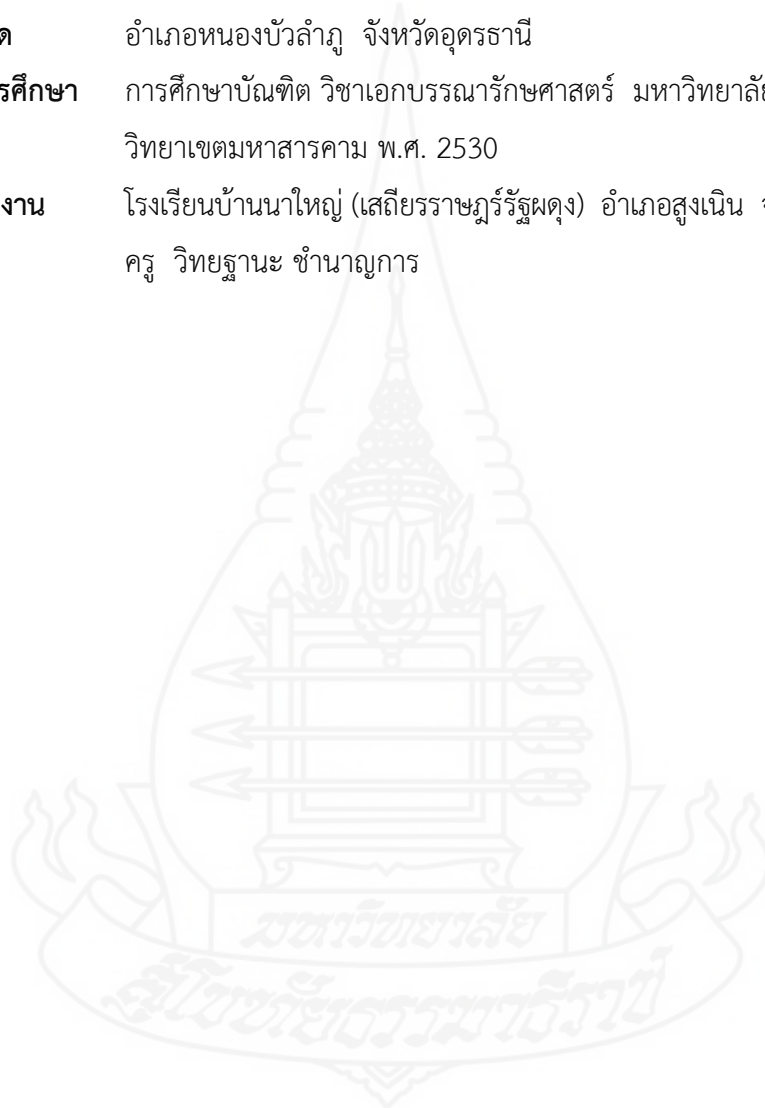 ด อำเภอหนองบัวลำภู จังหวัดอุดรธานี
รศึกษา การศึกษาบัณฑิต วิชาเอกบรรณารักษศาสตร์ มหาวิทยาลัย
วิทยาเขตมหาสารคาม พ.ศ. 2530
งาน โรงเรียนบ้านนาใหญ่ (เสถียรราษฎร์รัฐผดุง) อำเภอสูงเนิน จ
ครู วิทยฐานะ ชำนาญการ
มหาวิทยาลัย
สุโขทัยธรรมาธิราช